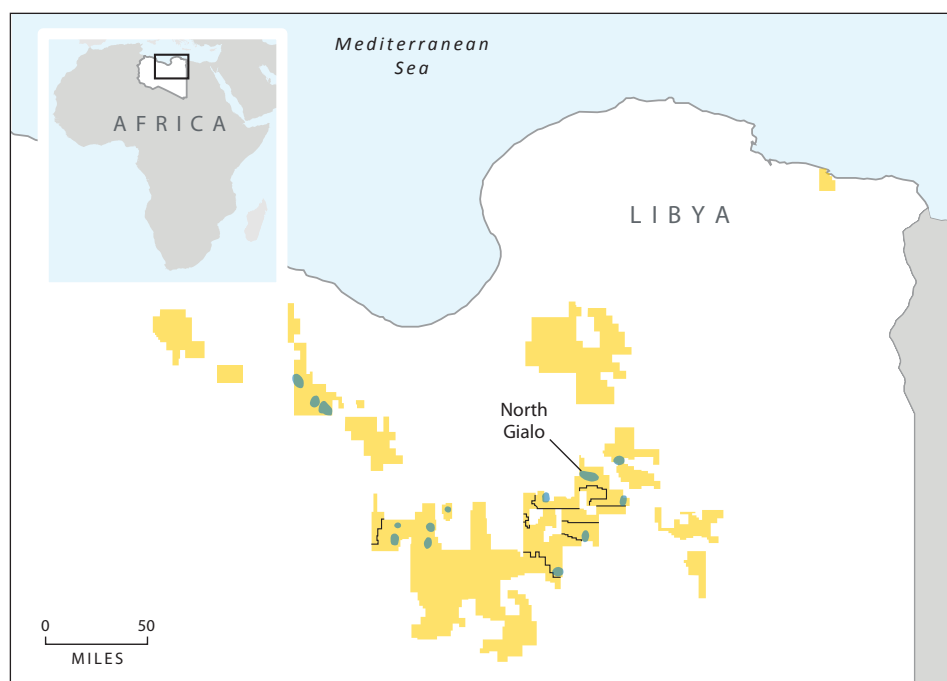 Mediterranean
Sea
AFRICA
LIBYA
North
Gialo
0 50
MILES